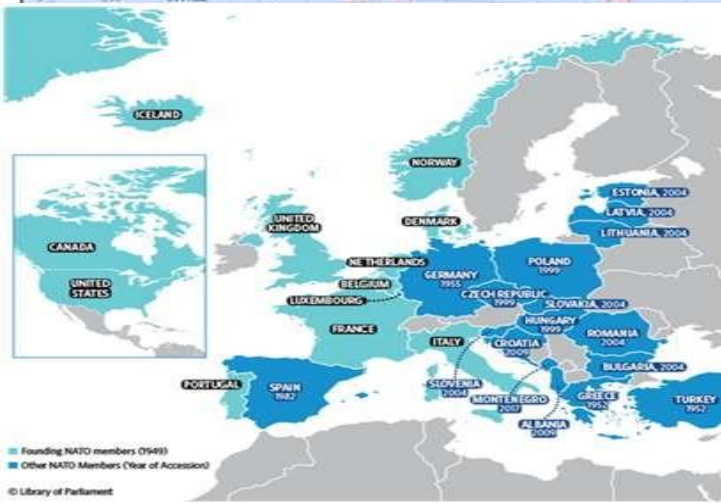 ICELAND
NORWAY
ESTONIA, 2004
LATVIA, 2004
LITHUANIA, 2004
UNITED
KINGDOM
DENMARK
CANADA
UNITED
STATES
NETHERLANDS
BELGIUM
LUXEMBOURG
GERMANY
1955
POLAND
1999
CZECH REPUBLIC
1999
SLOVAKIA, 2004
HUNGARY
1999
FRANCE
ITALY
CROATIA
2009
ROMANIA
2004
BULGARIA, 2004
PORTUGAL
SPAIN
1982
SLOVENIA
2004
MONTENEGRO
2017
ALBANIA
2009
GREECE
1952
TURKEY
1952
Founding NATO members (1949)
Other NATO Members (Year of Accession)
© Library of Parliament